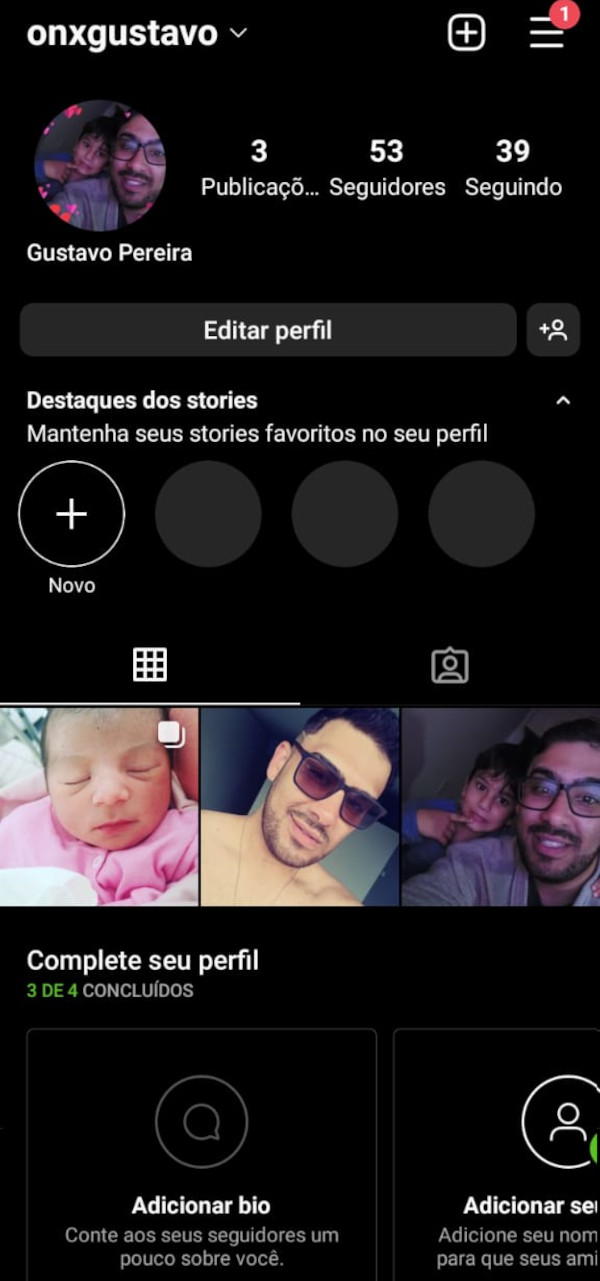 onxgustavo
1
3 53 39
Publicaçõ... Seguidores Seguindo
Gustavo Pereira
Editar perfil
Destaques dos stories
Mantenha seus stories favoritos no seu perfil
Novo
Complete seu perfil
3 DE 4 CONCLUÍDOS
Adicionar bio
Conte aos seus seguidores um
pouco sobre você.
Adicionar seu
Adicione seu nom
para que seus ami